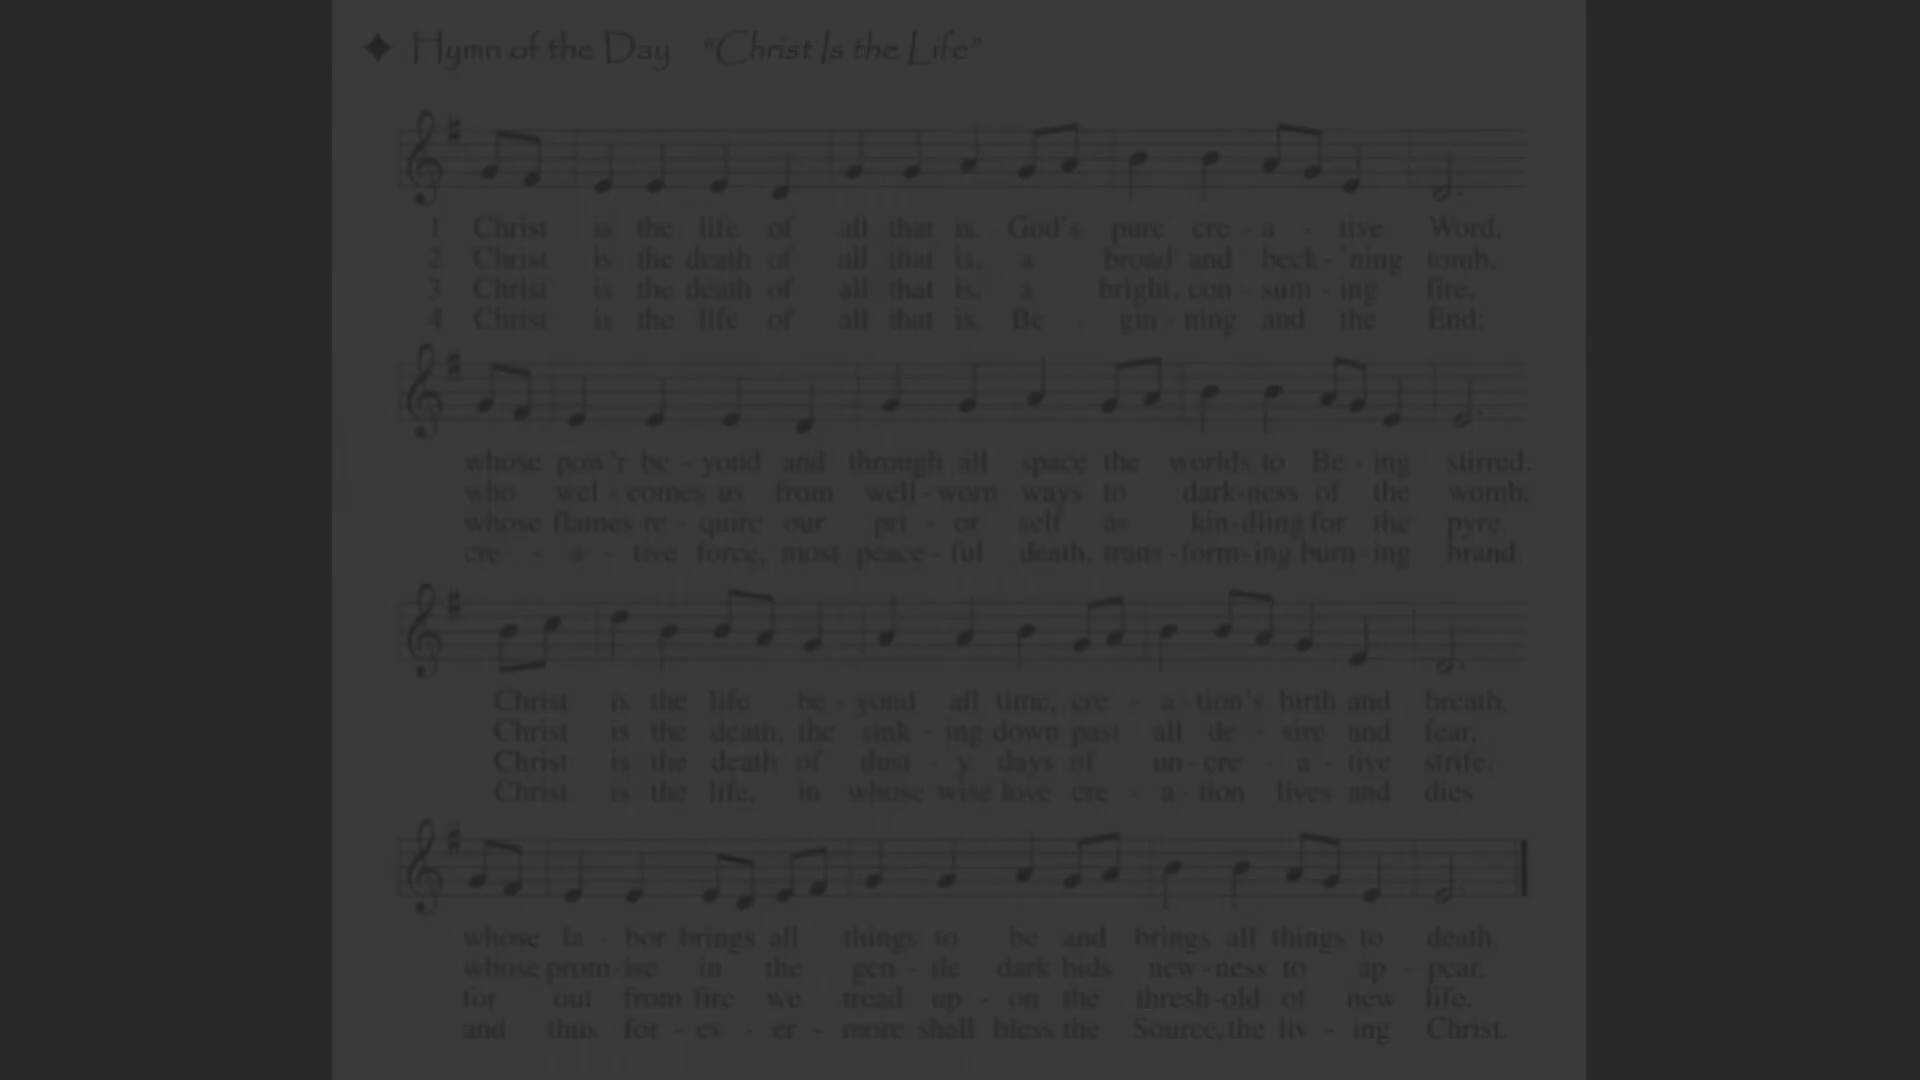 ✦ Hymn of the Day “Christ Is the Life”
1 Christ is the life of all that is, God's pure cre - a - tive Word,
2 Christ is the death of all that is, a broad and beck - 'ning tomb,
3 Christ is the death of all that is, a bright, con - sum - ing fire,
4 Christ is the life of all that is, Be - gin - ning and the End;
whose pow'r be - yond and through all space the worlds to Be - ing stirred.
who wel - comes us from well - worn ways to dark - ness of the womb.
whose flames re - quire our pri - or self as kin - dling for the pyre.
cre - a - tive force, most peace - ful death, trans - form - ing burn - ing brand.
Christ is the life be - yond all time, cre - a - tion's birth and breath,
Christ is the death, the sink - ing down past all de - sire and fear,
Christ is the death of dust - y days of un - cre - a - tive strife,
Christ is the life, in whose wise love cre - a - tion lives and dies
whose la - bor brings all things to be and brings all things to death.
whose prom - ise in the gen - tle dark bids new - ness to ap - pear.
for out from fire we tread up - on the thresh - old of new life.
and thus for - ev - er - more shall bless the Source, the liv - ing Christ.